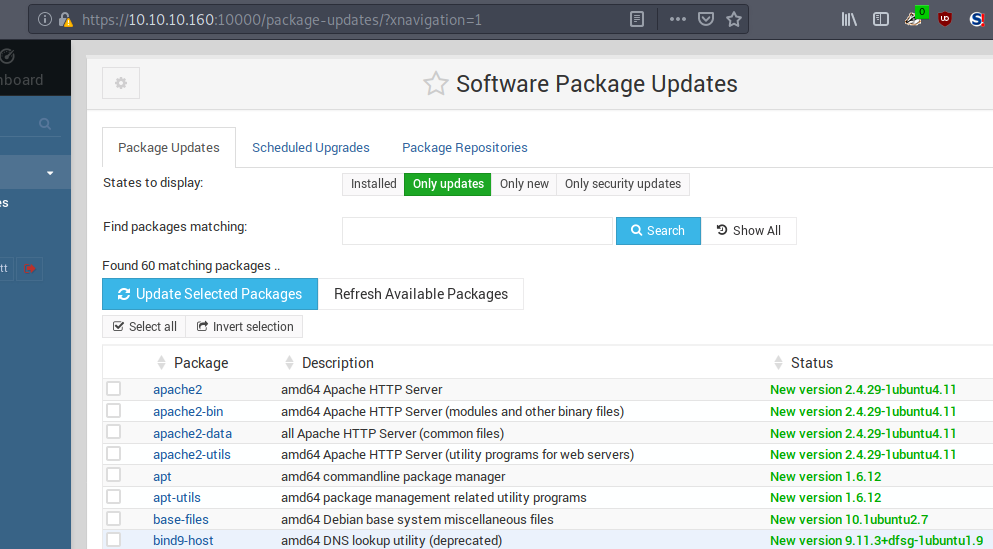 https://10.10.10.160:10000/package-updates/?xnavigation=1
0
UD
S
board
Software Package Updates
Package Updates Scheduled Upgrades Package Repositories
States to display: Installed Only updates Only new Only security updates
es
Find packages matching: Search Show All
tt
Found 60 matching packages ..
Update Selected Packages Refresh Available Packages
Select all Invert selection
Package Description Status
apache2 amd64 Apache HTTP Server New version 2.4.29-1ubuntu4.11
apache2-bin amd64 Apache HTTP Server (modules and other binary files) New version 2.4.29-1ubuntu4.11
apache2-data all Apache HTTP Server (common files) New version 2.4.29-1ubuntu4.11
apache2-utils amd64 Apache HTTP Server (utility programs for web servers) New version 2.4.29-1ubuntu4.11
apt amd64 commandline package manager New version 1.6.12
apt-utils amd64 package management related utility programs New version 1.6.12
base-files amd64 Debian base system miscellaneous files New version 10.1ubuntu2.7
bind9-host amd64 DNS lookup utility (deprecated) New version 9.11.3+dfsg-1ubuntu1.9